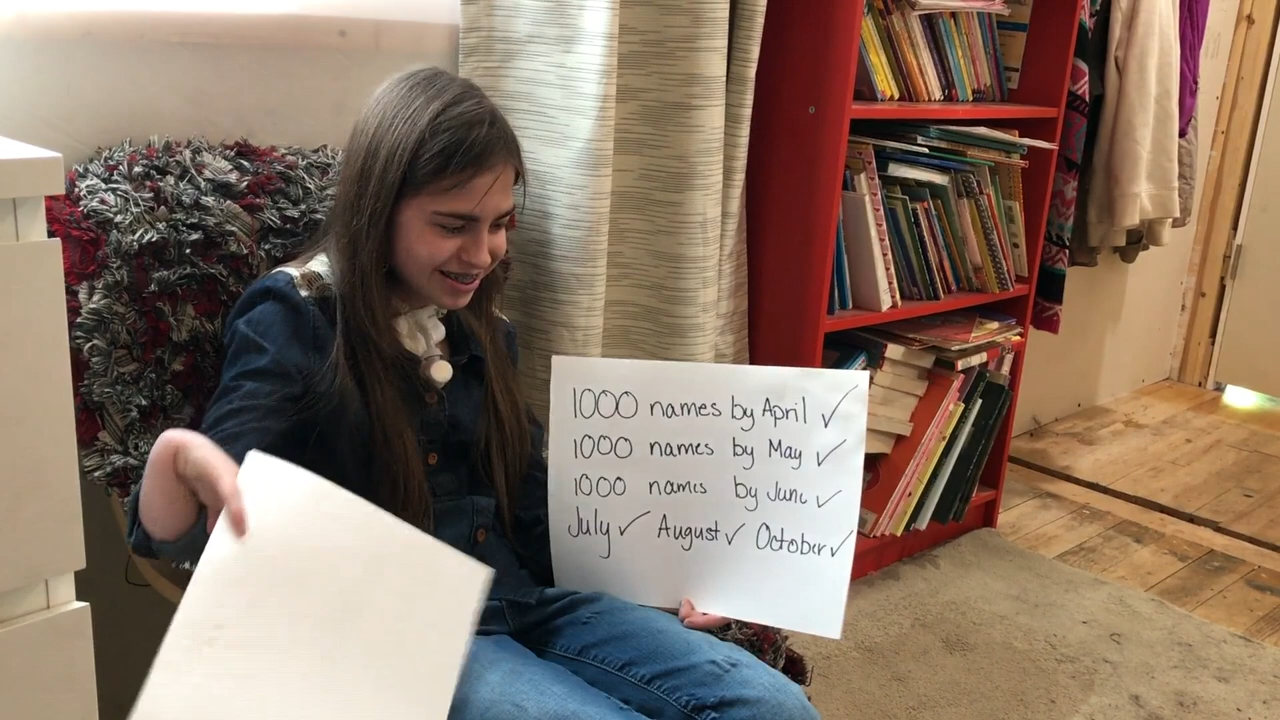 1000 names by April ✓
1000 names by May ✓
1000 names by June ✓
July ✓ August ✓ October ✓